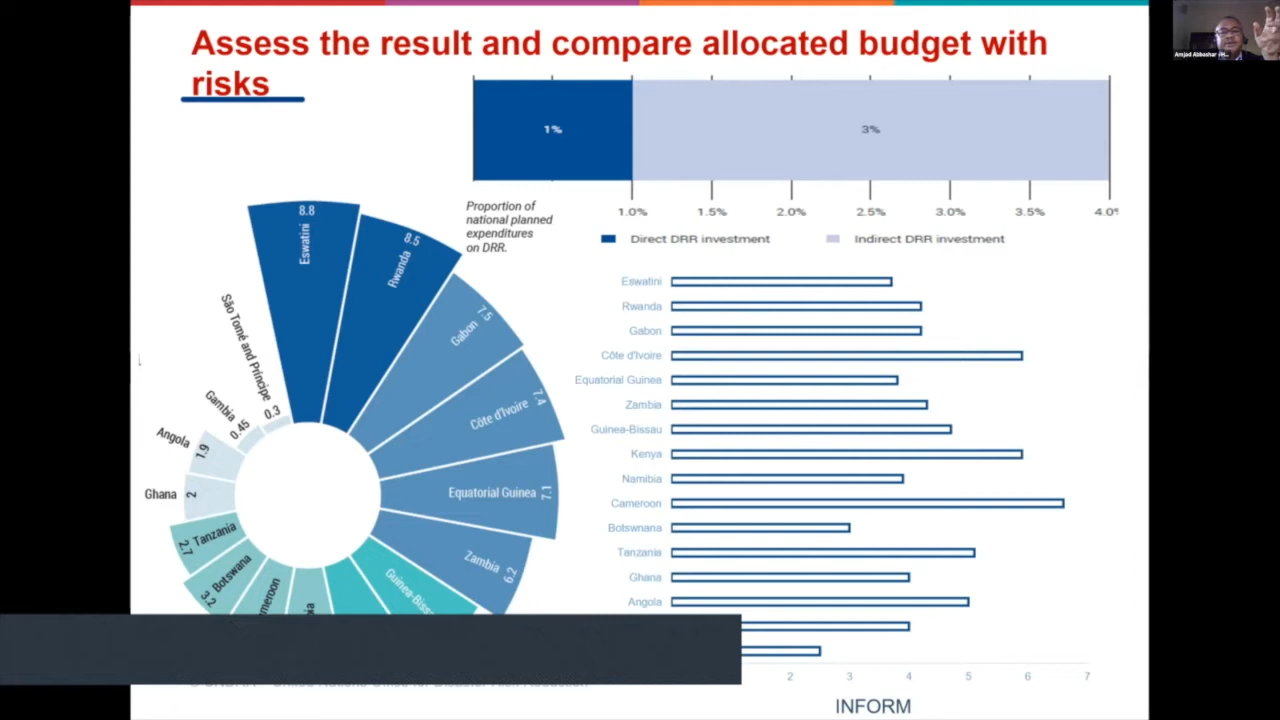 Assess the result and compare allocated budget with
risks
Amjad Abbashar
1%
3%
Proportion of
national planned
expenditures
on DRR.
1.0%
1.5%
2.0%
2.5%
3.0%
3.5%
4.0%
Direct DRR investment
Indirect DRR investment
8.8
Eswatini
8.5
Rwanda
7.5
Gabon
7.4
Côte d'Ivoire
7.1
Equatorial Guinea
6.2
Zambia
São Tomé and Príncipe
0.3
Gambia
0.45
Angola
1.9
Ghana
2
Tanzania
2.7
Botswana
3.2
Eswatini
Rwanda
Gabon
Côte d'Ivoire
Equatorial Guinea
Zambia
Guinea-Bissau
Kenya
Namibia
Cameroon
Botswnana
Tanzania
Ghana
Angola
2
3
4
5
6
7
INFORM